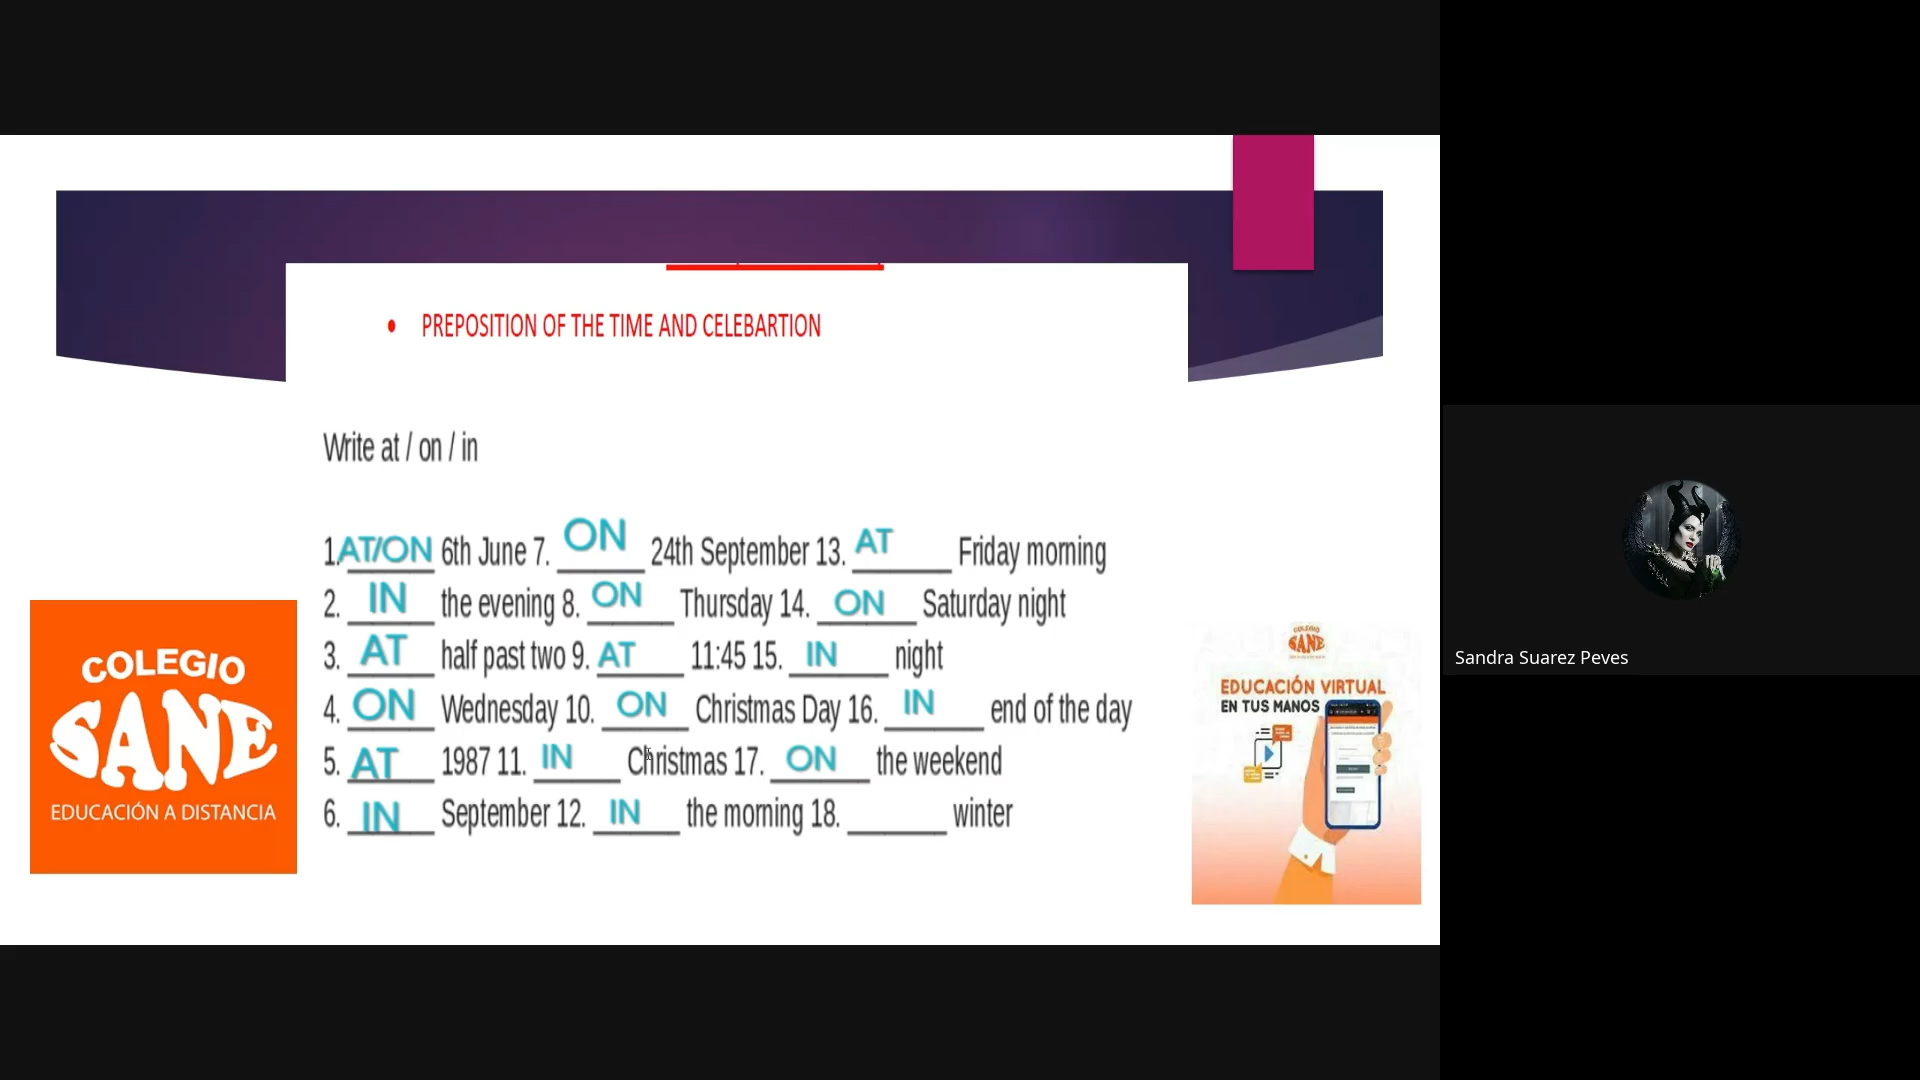 PREPOSITION OF THE TIME AND CELEBARTION
Write at / on / in
1. AT/ON 6th June 7. ON 24th September 13. AT Friday morning
2. IN the evening 8. ON Thursday 14. ON Saturday night
3. AT half past two 9. AT 11:45 15. IN night
4. ON Wednesday 10. ON Christmas Day 16. IN end of the day
5. AT 1987 11. IN Christmas 17. ON the weekend
6. IN September 12. IN the morning 18. winter
COLEGIO
SANE
EDUCACIÓN A DISTANCIA
COLEGIO
SANE
EDUCACIÓN VIRTUAL
EN TUS MANOS
Sandra Suarez Peves